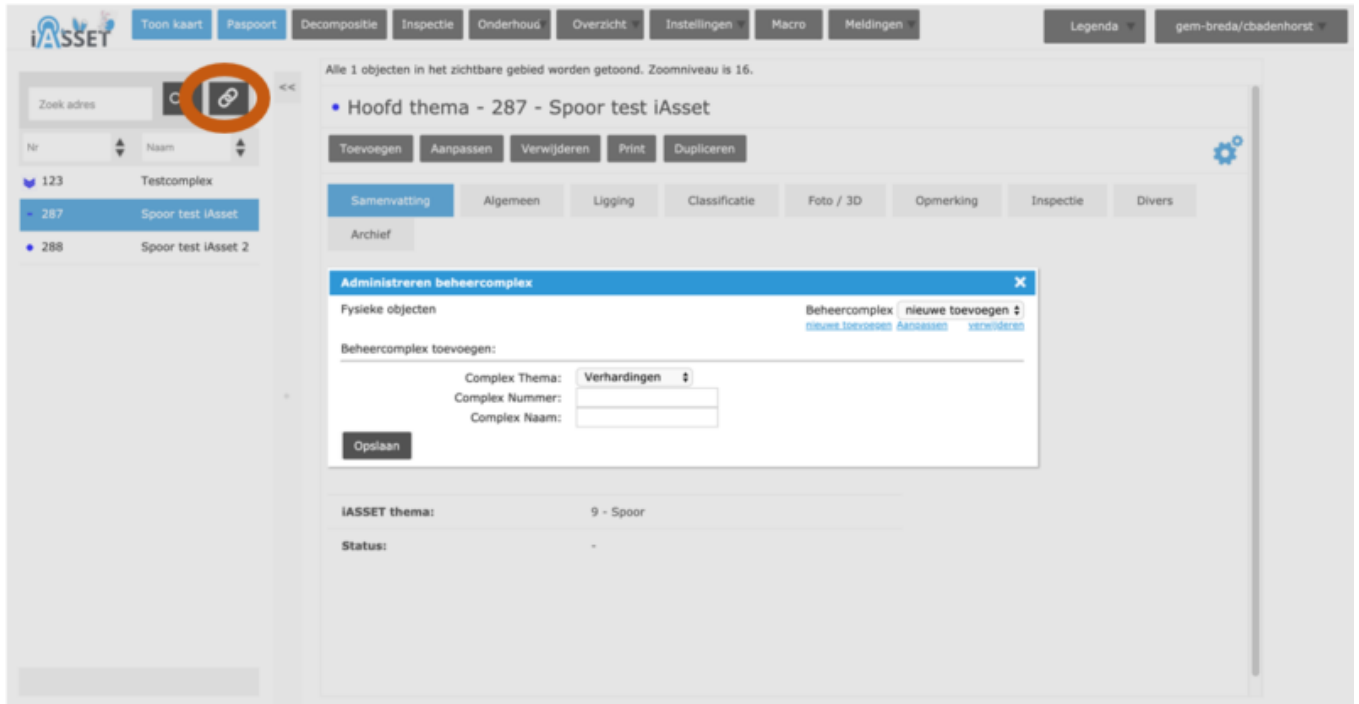 iASSET
Toon kaart Paspoort Decompositie Inspectie Onderhoud Overzicht Instellingen Macro Meldingen Legenda gem-breda/cbadenhorst
Alle 1 objecten in het zichtbare gebied worden getoond. Zoomniveau is 16.
Zoek adres
<<
• Hoofd thema - 287 - Spoor test iAsset
Nr Naam
Toevoegen Aanpassen Verwijderen Print Dupliceren
123 Testcomplex
287 Spoor test iAsset
288 Spoor test iAsset 2
Samenvatting Algemeen Ligging Classificatie Foto / 3D Opmerking Inspectie Divers
Archief
Administreren beheercomplex
Fysieke objecten
Beheercomplex nieuwe toevoegen
nieuwe toevoegen Aanpassen verwijderen
Beheercomplex toevoegen:
Complex Thema: Verhardingen
Complex Nummer:
Complex Naam:
Opslaan
iASSET thema: 9 - Spoor
Status: -